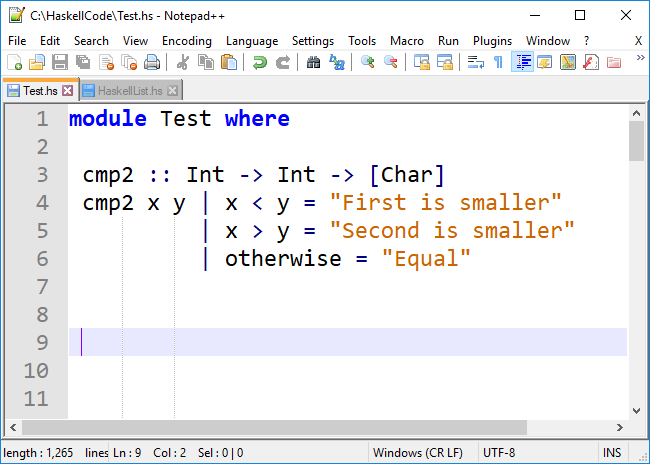 C:\HaskellCode\Test.hs - Notepad++
File Edit Search View Encoding Language Settings Tools Macro Run Plugins Window ? X
Test.hs HaskellList.hs
1 module Test where
2
3 cmp2 :: Int -> Int -> [Char]
4 cmp2 x y | x < y = "First is smaller"
5 | x > y = "Second is smaller"
6 | otherwise = "Equal"
7
8
9
10
11
length : 1,265 lines Ln : 9 Col : 2 Sel : 0 | 0 Windows (CR LF) UTF-8 INS